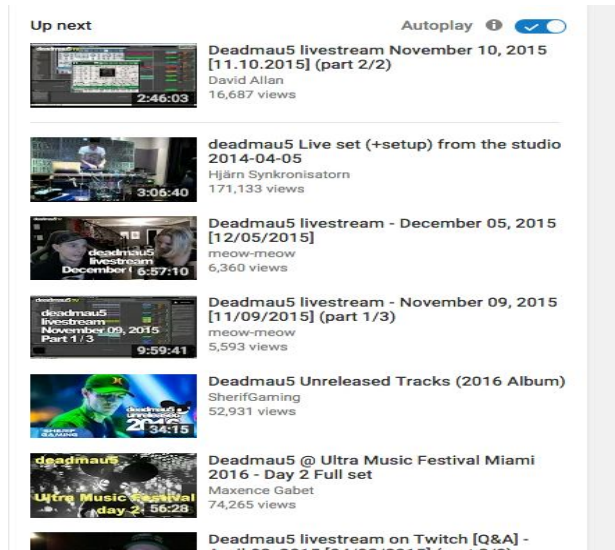 Up next
Autoplay
deadmau5
2:46:03
Deadmau5 livestream November 10, 2015
[11.10.2015] (part 2/2)
David Allan
16,687 views
3:06:40
deadmau5 Live set (+setup) from the studio
2014-04-05
Hjärn Synkronisatorn
171,133 views
deadmau5
livestream
December
6:57:10
Deadmau5 livestream - December 05, 2015
[12/05/2015]
meow-meow
6,360 views
deadmau5
livestream
November 09, 2015
Part 1 / 3
9:59:41
Deadmau5 livestream - November 09, 2015
[11/09/2015] (part 1/3)
meow-meow
5,593 views
deadmau5
unreleased
SHERIF
GAMING
34:15
Deadmau5 Unreleased Tracks (2016 Album)
SherifGaming
52,931 views
deadmau5
Ultra Music Festival
day 2
56:28
Deadmau5 @ Ultra Music Festival Miami
2016 - Day 2 Full set
Maxence Gabet
74,265 views
Deadmau5 livestream on Twitch [Q&A] -